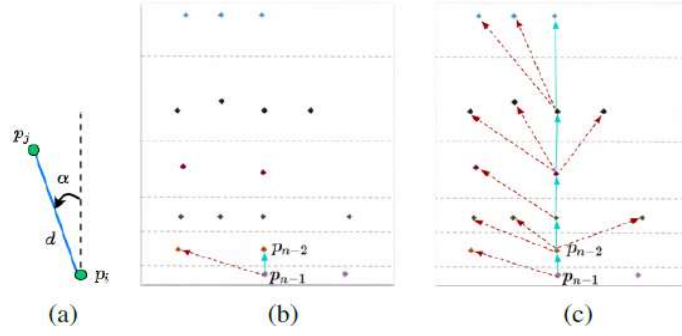 p_j
α
d
p_i
p_{n-2}
p_{n-1}
p_{n-2}
p_{n-1}
(a)
(b)
(c)